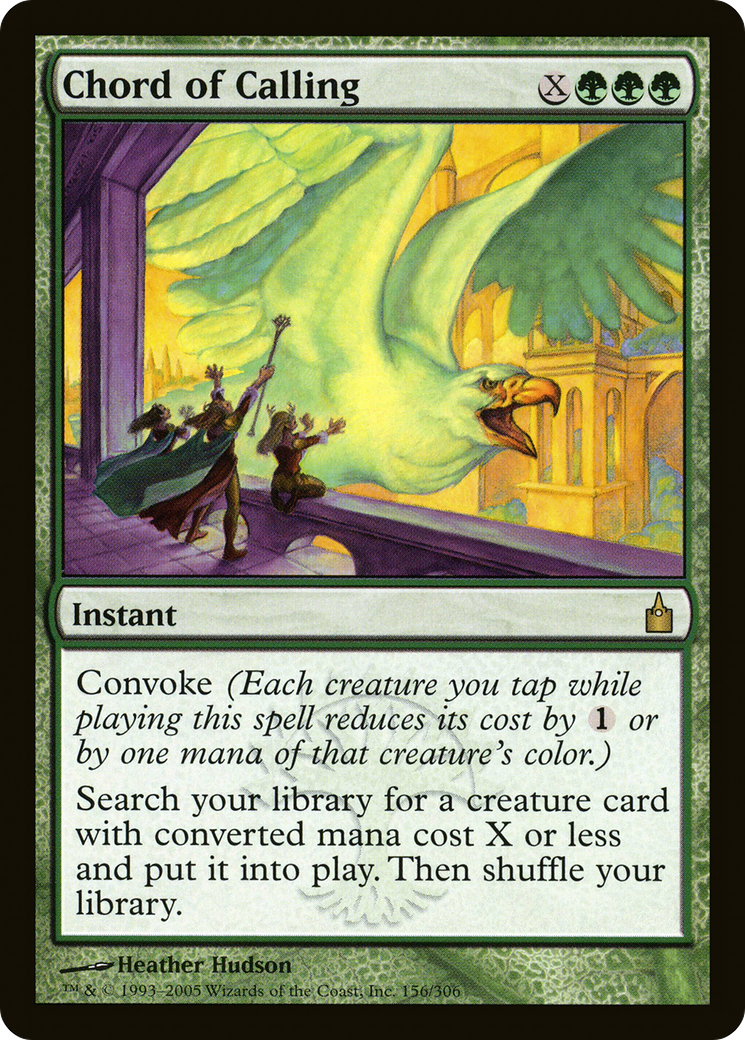 Chord of Calling X
Instant
Convoke (Each creature you tap while
playing this spell reduces its cost by 1 or
by one mana of that creature's color.)
Search your library for a creature card
with converted mana cost X or less
and put it into play. Then shuffle your
library.
Heather Hudson
™ & © 1993–2005 Wizards of the Coast, Inc. 156/306